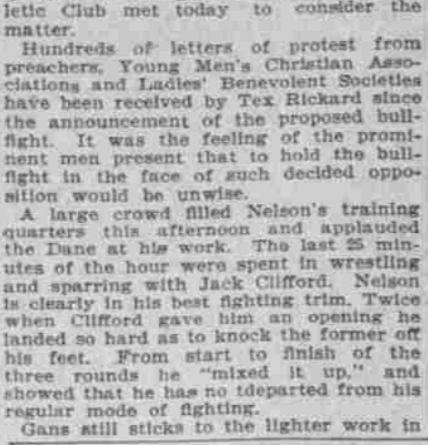 letic Club met today to consider the
matter.
Hundreds of letters of protest from
preachers, Young Men's Christian Asso-
ciations and Ladies' Benevolent Societies
have been received by Tex Rickard since
the announcement of the proposed bull-
fight. It was the feeling of the promi-
nent men present that to hold the bull-
fight in the face of such decided oppo-
sition would be unwise.
A large crowd filled Nelson's training
quarters this afternoon and applauded
the Dane at his work. The last 25 min-
utes of the hour were spent in wrestling
and sparring with Jack Clifford. Nelson
is clearly in his best fighting trim. Twice
when Clifford gave him an opening he
landed so hard as to knock the former off
his feet. From start to finish of the
three rounds he "mixed it up," and
showed that he has no tdeparted from his
regular mode of fighting.
Gans still sticks to the lighter work in